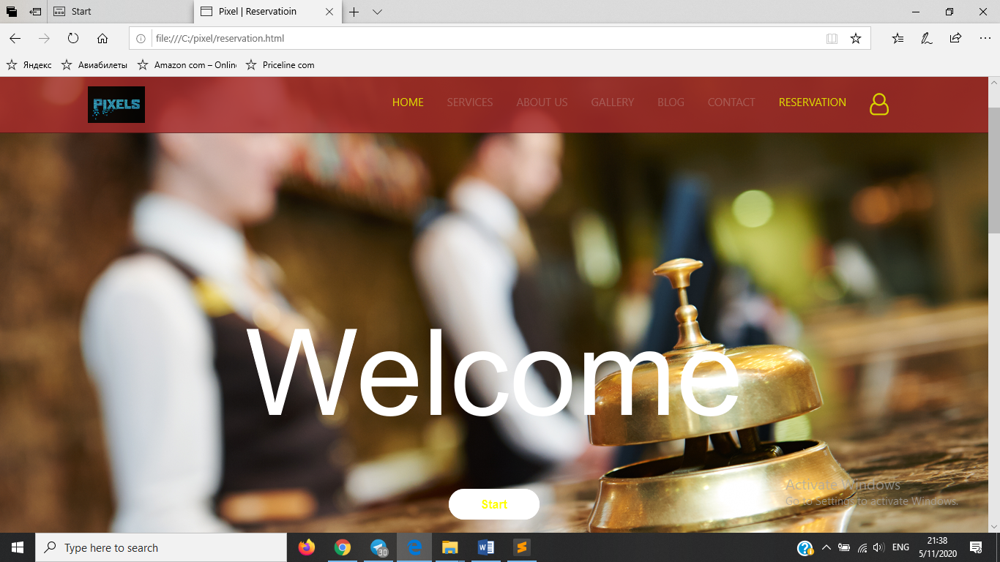 Start
Pixel | Reservatioin
file:///C:/pixel/reservation.html
Яндекс
Авиабилеты
Amazon com – Onlin
Priceline com
PIXELS
HOME
SERVICES
ABOUT US
GALLERY
BLOG
CONTACT
RESERVATION
Welcome
Start
Activate Windows
Go to Settings to activate Windows.
Type here to search
30
ENG
21:38
5/11/2020